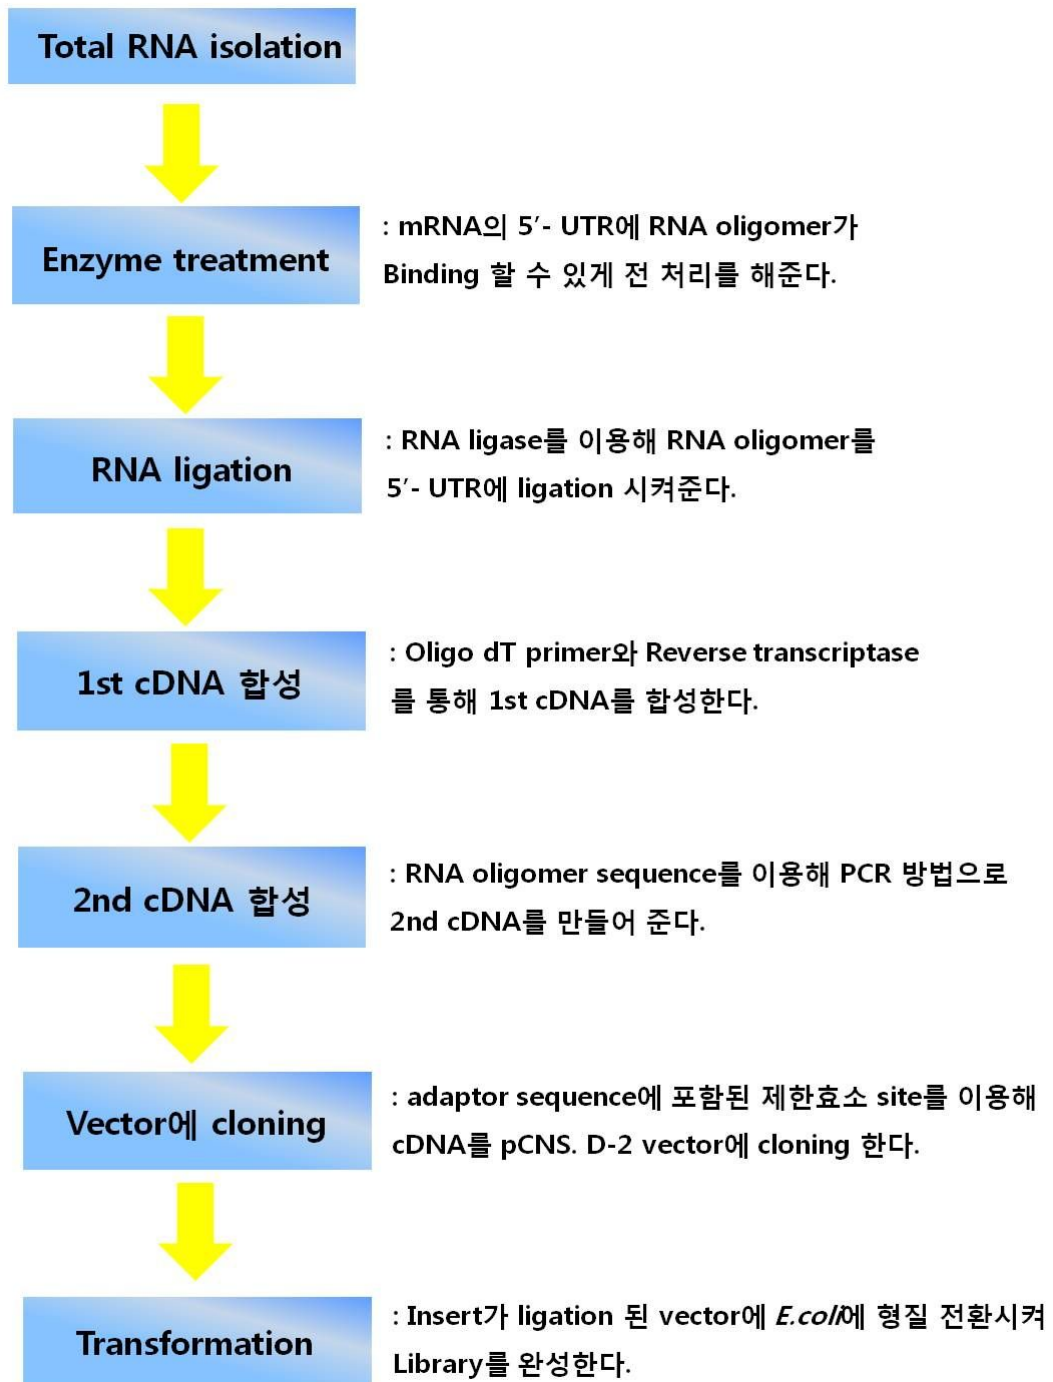 Total RNA isolation
Enzyme treatment
: mRNA의 5′- UTR에 RNA oligomer가
Binding 할 수 있게 전 처리를 해준다.
RNA ligation
: RNA ligase를 이용해 RNA oligomer를
5′- UTR에 ligation 시켜준다.
1st cDNA 합성
: Oligo dT primer와 Reverse transcriptase
를 통해 1st cDNA를 합성한다.
2nd cDNA 합성
: RNA oligomer sequence를 이용해 PCR 방법으로
2nd cDNA를 만들어 준다.
Vector에 cloning
: adaptor sequence에 포함된 제한효소 site를 이용해
cDNA를 pCNS. D-2 vector에 cloning 한다.
Transformation
: Insert가 ligation 된 vector에 E.coli에 형질 전환시켜
Library를 완성한다.